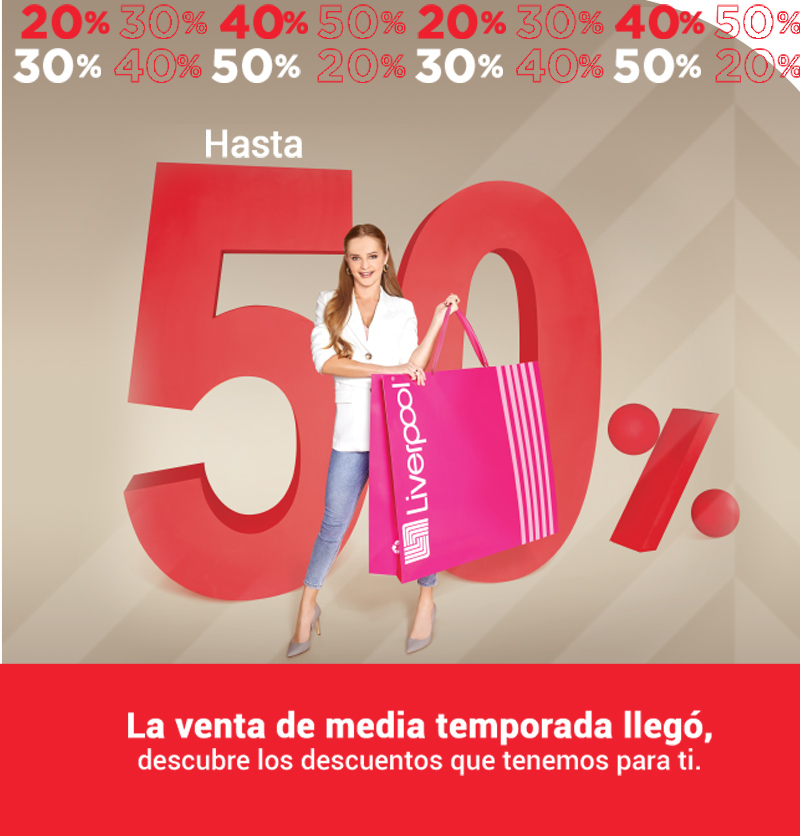 20% 30% 40% 50% 20% 30% 40% 50%
30% 40% 50% 20% 30% 40% 50% 20%
Hasta
50%
Liverpool
La venta de media temporada llegó,
descubre los descuentos que tenemos para ti.